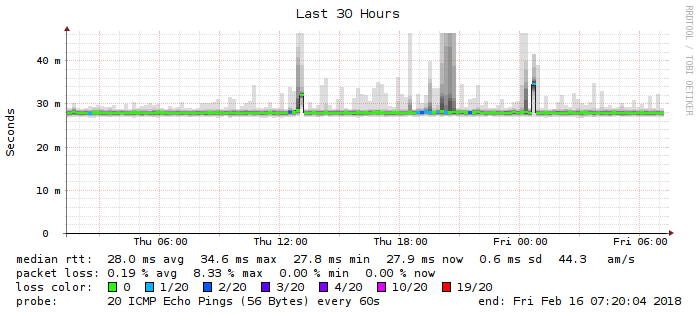 Last 30 Hours
RRDTOOL / TOBI OETIKER
Seconds
40 m
30 m
20 m
10 m
0
Thu 06:00 Thu 12:00 Thu 18:00 Fri 00:00 Fri 06:00
median rtt: 28.0 ms avg 34.6 ms max 27.8 ms min 27.9 ms now 0.6 ms sd 44.3 am/s
packet loss: 0.19 % avg 8.33 % max 0.00 % min 0.00 % now
loss color: 0 1/20 2/20 3/20 4/20 10/20 19/20
probe: 20 ICMP Echo Pings (56 Bytes) every 60s end: Fri Feb 16 07:20:04 2018